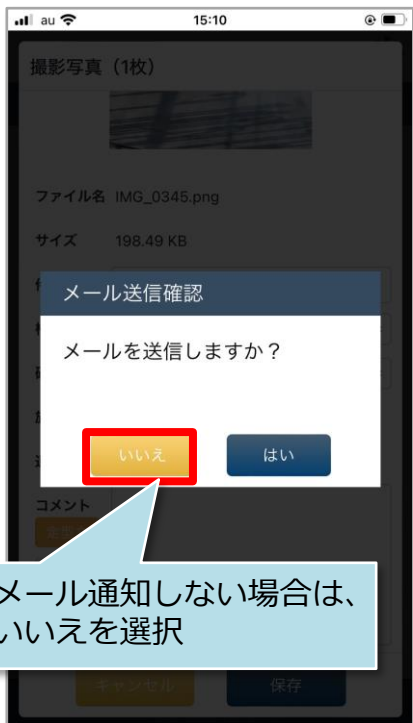 au 15:10
撮影写真（1枚）
ファイル名 IMG_0345.png
サイズ 198.49 KB
メール送信確認
メールを送信しますか？
いいえ はい
コメント
メール通知しない場合は、
いいえを選択
キャンセル 保存